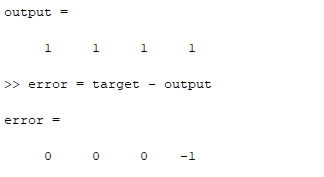 output =
1 1 1 1
>> error = target - output
error =
0 0 0 -1